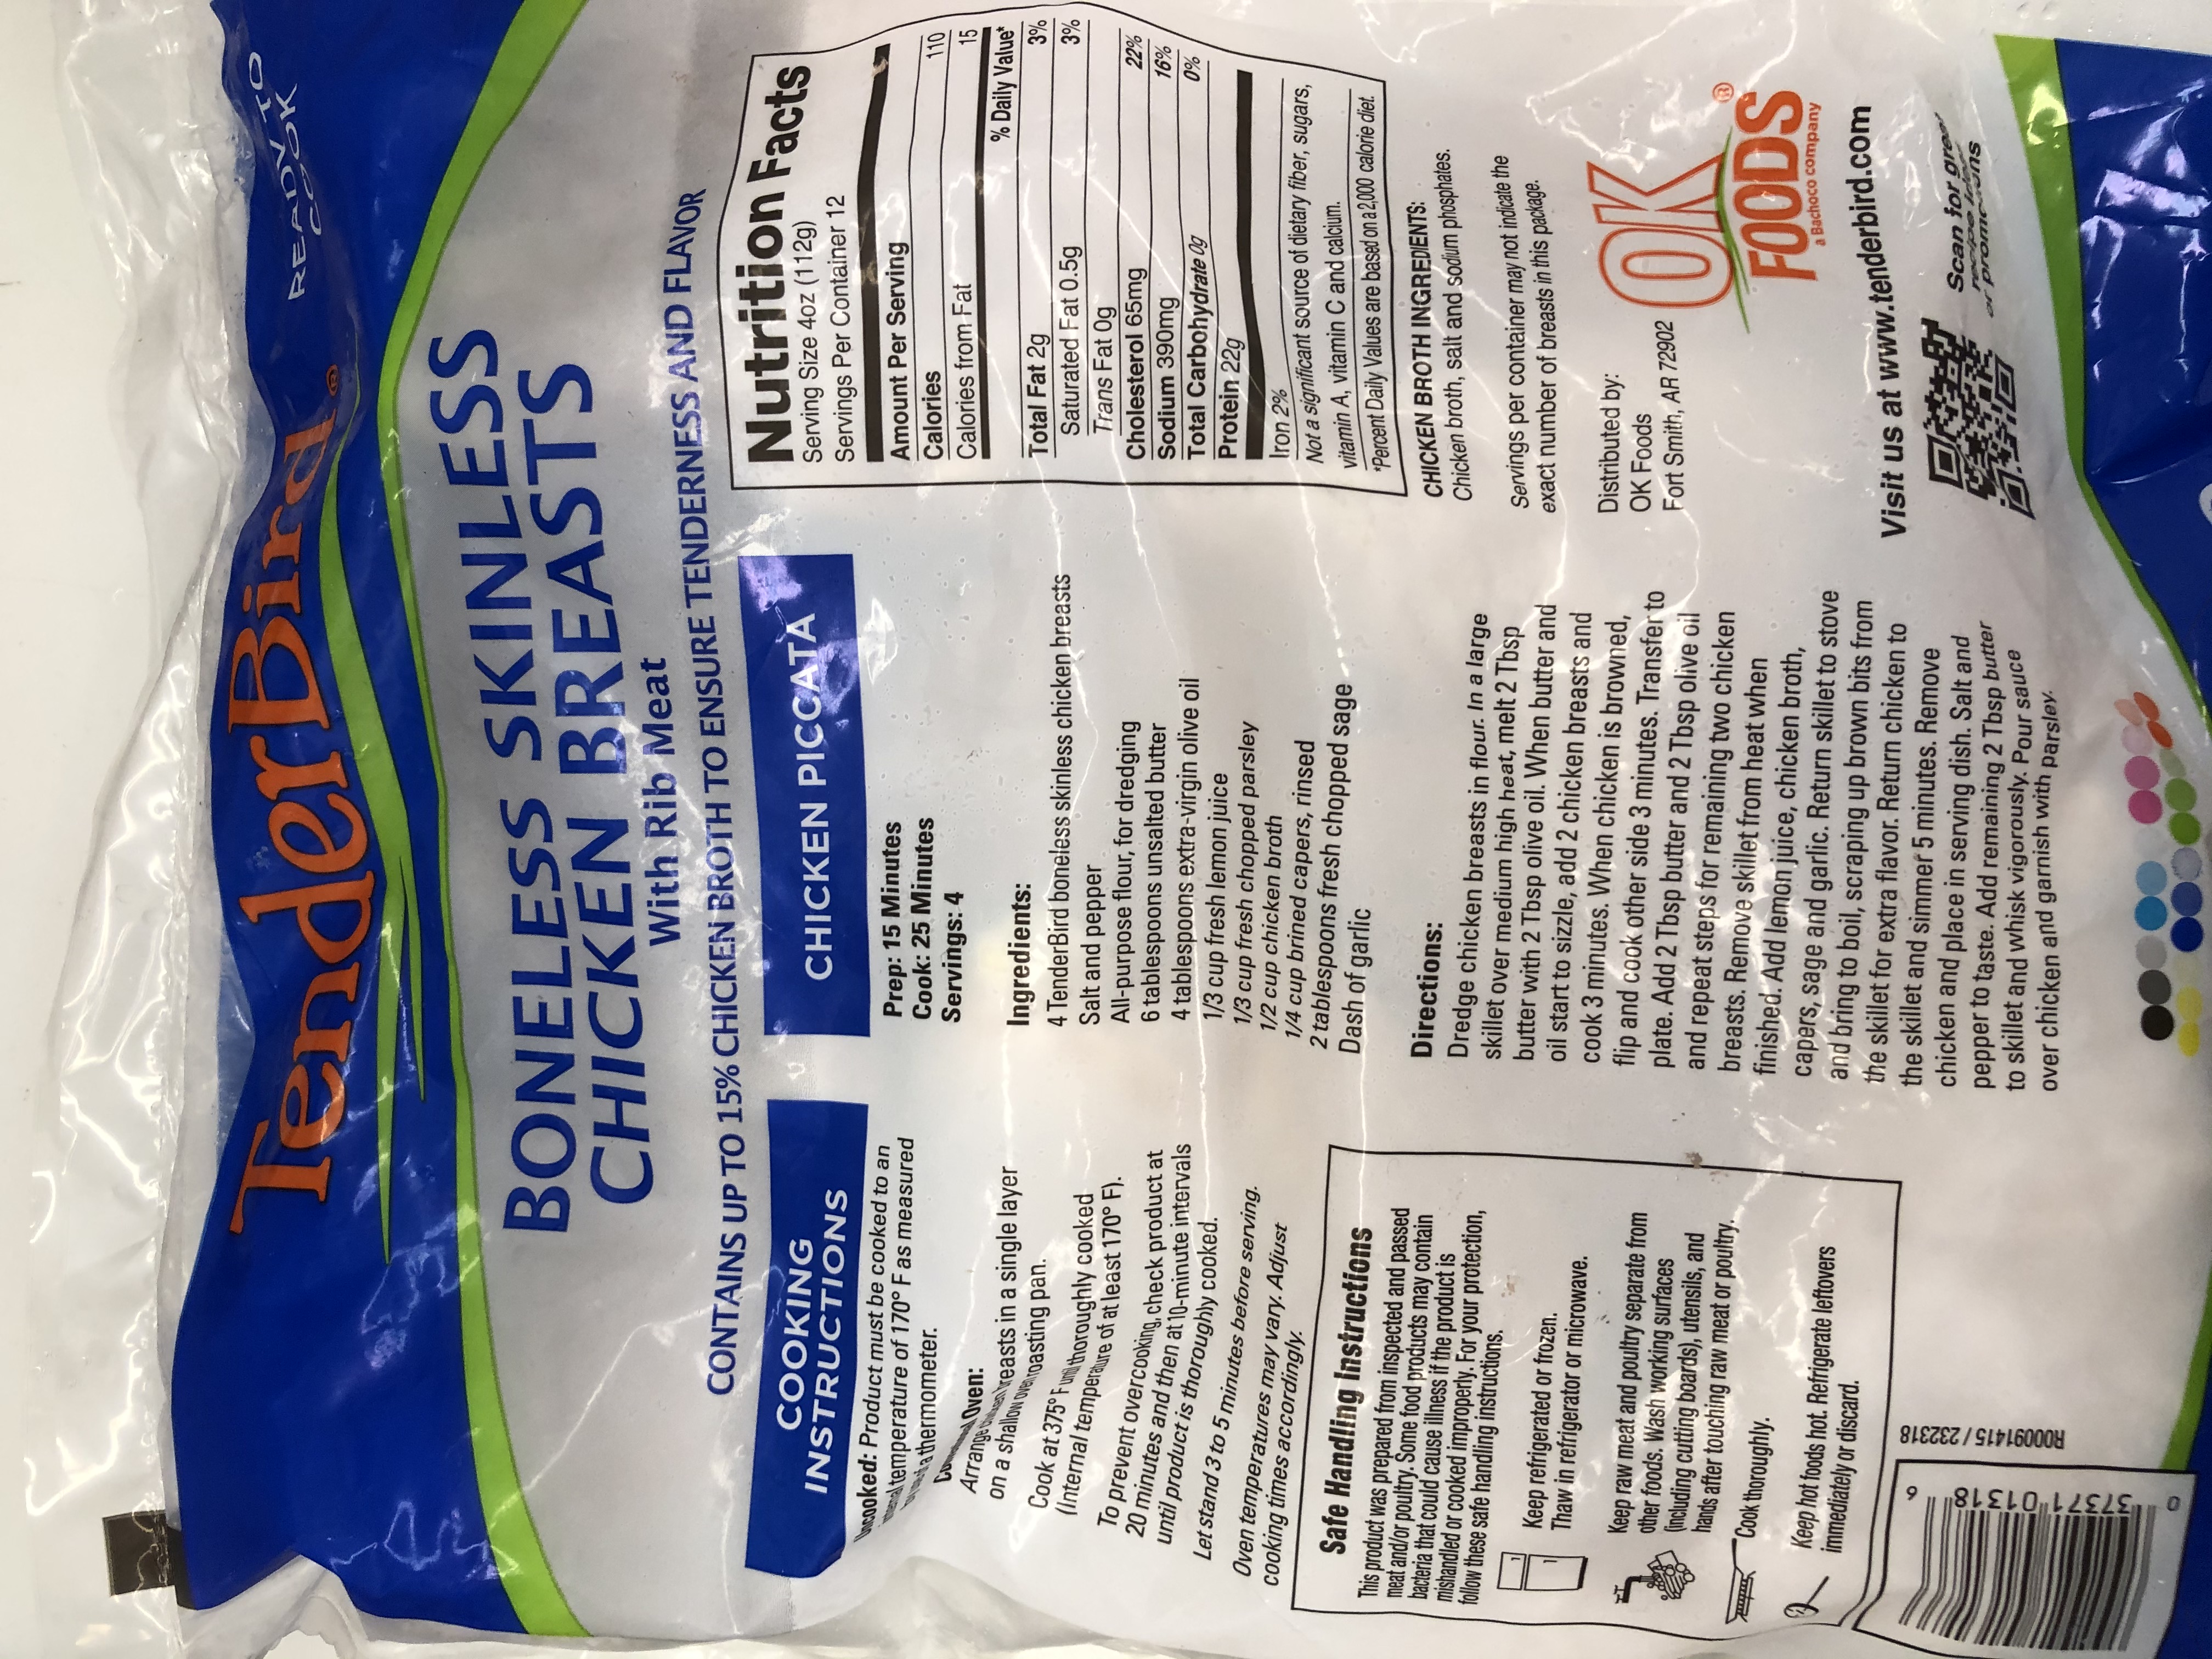 TenderBird®
READY TO
COOK
BONELESS SKINLESS
CHICKEN BREASTS
With Rib Meat
CONTAINS UP TO 15% CHICKEN BROTH TO ENSURE TENDERNESS AND FLAVOR
COOKING
INSTRUCTIONS
Uncooked: Product must be cooked to an
internal temperature of 170° F as measured
by use of a thermometer.
Conventional Oven:
Arrange chicken breasts in a single layer
on a shallow oven roasting pan.
Cook at 375° F until thoroughly cooked
(Internal temperature of at least 170° F).
To prevent overcooking, check product at
20 minutes and then at 10-minute intervals
until product is thoroughly cooked.
Let stand 3 to 5 minutes before serving.
Oven temperatures may vary. Adjust
cooking times accordingly.
Safe Handling Instructions
This product was prepared from inspected and passed
meat and/or poultry. Some food products may contain
bacteria that could cause illness if the product is
mishandled or cooked improperly. For your protection,
follow these safe handling instructions.
Keep refrigerated or frozen.
Thaw in refrigerator or microwave.
Keep raw meat and poultry separate from
other foods. Wash working surfaces
(including cutting boards), utensils, and
hands after touching raw meat or poultry.
Cook thoroughly.
Keep hot foods hot. Refrigerate leftovers
immediately or discard.
0 37371 01318 6
R00091415 / 232318
CHICKEN PICCATA
Prep: 15 Minutes
Cook: 25 Minutes
Servings: 4
Ingredients:
4 TenderBird boneless skinless chicken breasts
Salt and pepper
All-purpose flour, for dredging
6 tablespoons unsalted butter
4 tablespoons extra-virgin olive oil
1/3 cup fresh lemon juice
1/3 cup fresh chopped parsley
1/2 cup chicken broth
1/4 cup brined capers, rinsed
2 tablespoons fresh chopped sage
Dash of garlic
Directions:
Dredge chicken breasts in flour. In a large
skillet over medium high heat, melt 2 Tbsp
butter with 2 Tbsp olive oil. When butter and
oil start to sizzle, add 2 chicken breasts and
cook 3 minutes. When chicken is browned,
flip and cook other side 3 minutes. Transfer to
plate. Add 2 Tbsp butter and 2 Tbsp olive oil
and repeat steps for remaining two chicken
breasts. Remove skillet from heat when
finished. Add lemon juice, chicken broth,
capers, sage and garlic. Return skillet to stove
and bring to boil, scraping up brown bits from
the skillet for extra flavor. Return chicken to
the skillet and simmer 5 minutes. Remove
chicken and place in serving dish. Salt and
pepper to taste. Add remaining 2 Tbsp butter
to skillet and whisk vigorously. Pour sauce
over chicken and garnish with parsley.
Nutrition Facts
Serving Size 4oz (112g)
Servings Per Container 12
Amount Per Serving
Calories 110
Calories from Fat 15
% Daily Value*
Total Fat 2g 3%
Saturated Fat 0.5g 3%
Trans Fat 0g
Cholesterol 65mg 22%
Sodium 390mg 16%
Total Carbohydrate 0g 0%
Protein 22g
Iron 2%
Not a significant source of dietary fiber, sugars,
vitamin A, vitamin C and calcium.
*Percent Daily Values are based on a 2,000 calorie diet.
CHICKEN BROTH INGREDIENTS:
Chicken broth, salt and sodium phosphates.
Servings per container may not indicate the
exact number of breasts in this package.
Distributed by:
OK Foods
Fort Smith, AR 72902
OK®
FOODS
a Bachoco company
Visit us at www.tenderbird.com
Scan for great
recipe ideas
or promotions